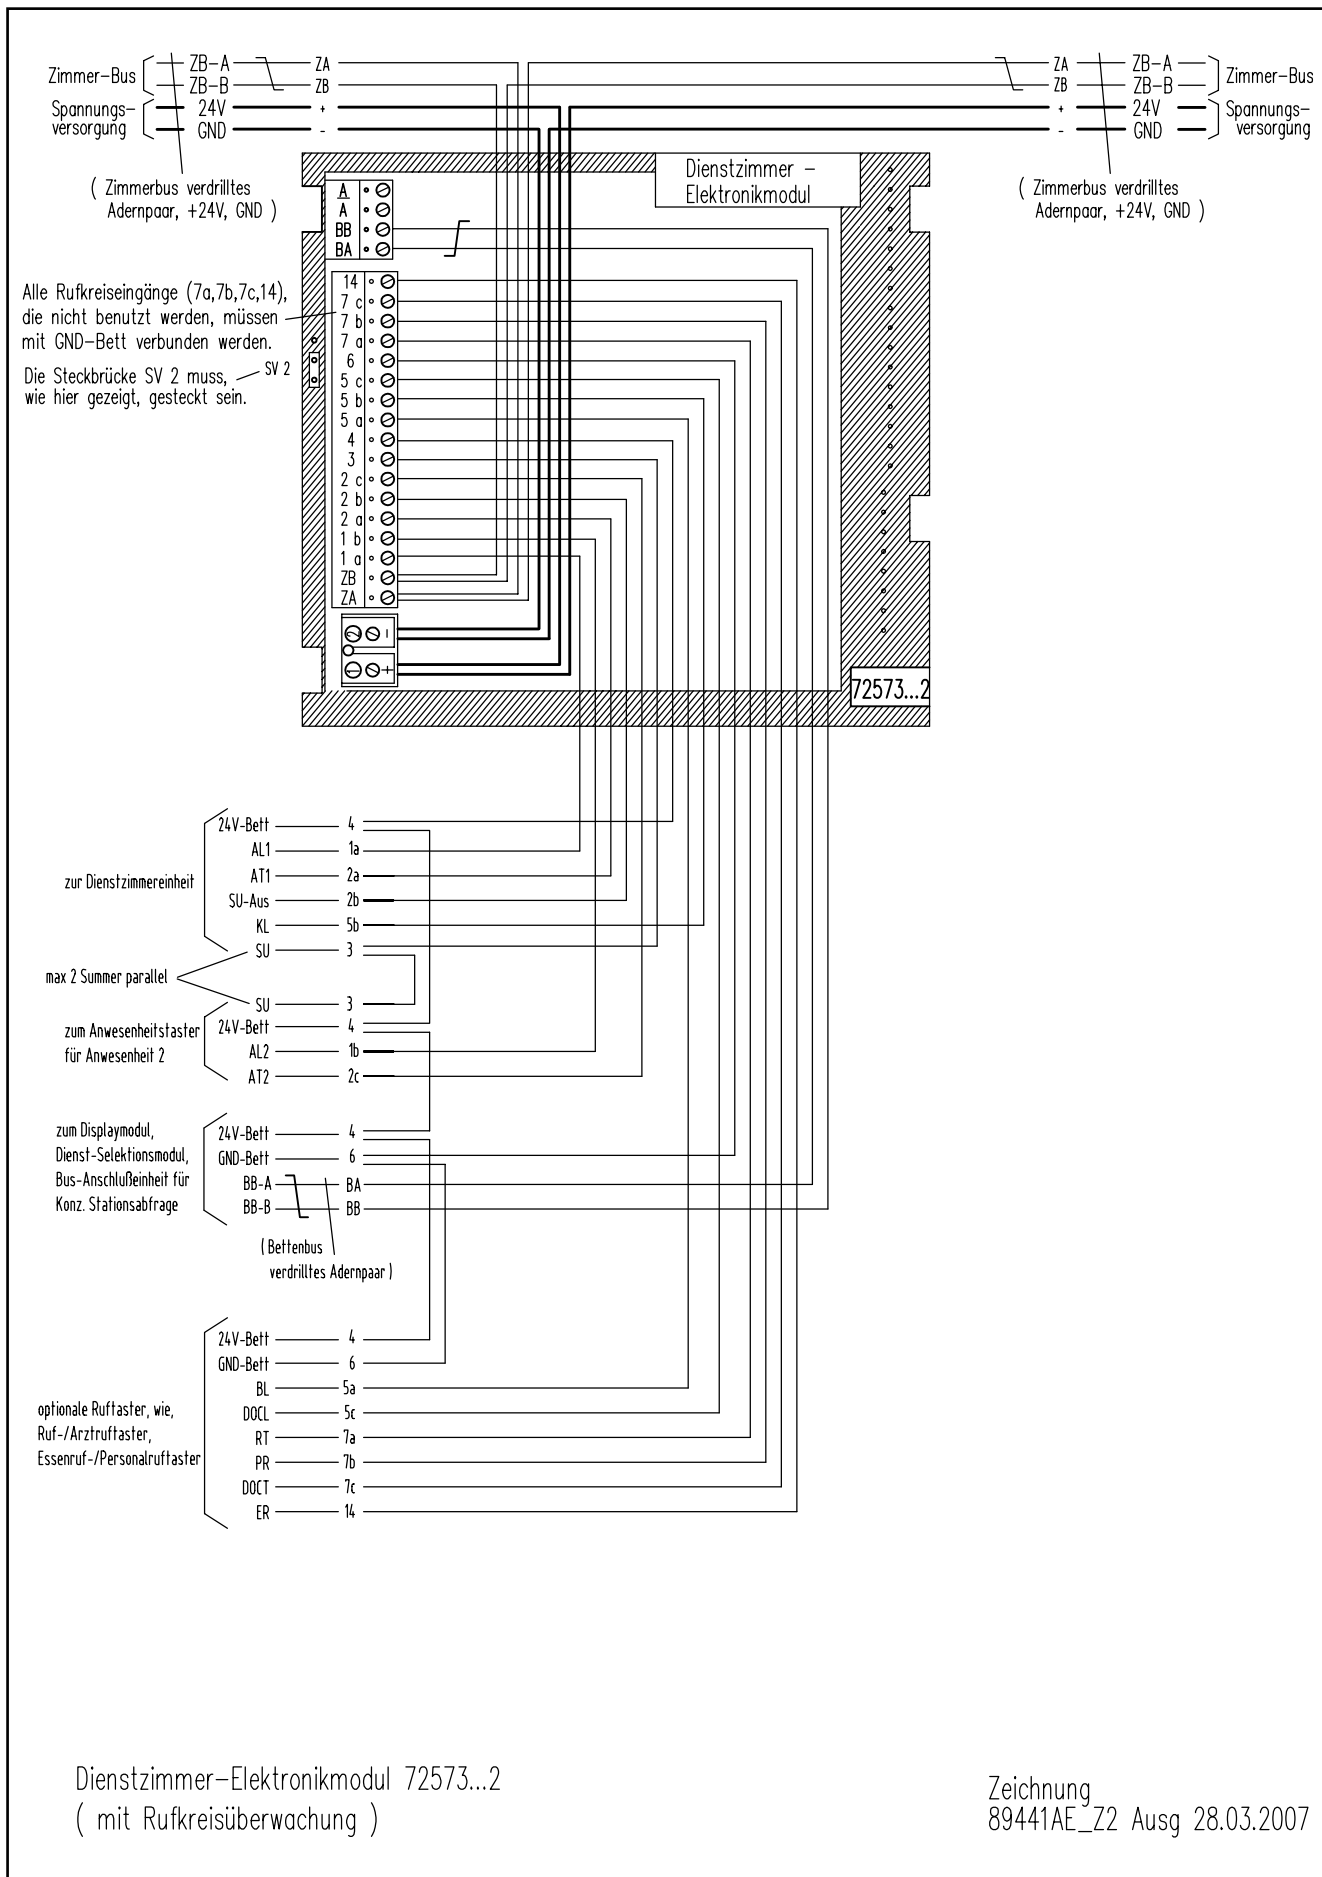 Zimmer-Bus
ZB-A ZA
ZB-B ZB
Spannungs-
versorgung
24V +
GND -
ZA ZB-A
ZB ZB-B
Zimmer-Bus
+ 24V
- GND
Spannungs-
versorgung
( Zimmerbus verdrilltes
Adernpaar, +24V, GND )
Dienstzimmer -
Elektronikmodul
( Zimmerbus verdrilltes
Adernpaar, +24V, GND )
A
A
BB
BA
Alle Rufkreiseingänge (7a,7b,7c,14),
die nicht benutzt werden, müssen
mit GND-Bett verbunden werden.
Die Steckbrücke SV 2 muss,
wie hier gezeigt, gesteckt sein.
SV 2
14
7 c
7 b
7 a
6
5 c
5 b
5 a
4
3
2 c
2 b
2 a
1 b
1 a
ZB
ZA
2 -
1 +
72573...2
zur Dienstzimmereinheit
24V-Bett 4
AL1 1a
AT1 2a
SU-Aus 2b
KL 5b
SU 3
max 2 Summer parallel
SU 3
zum Anwesenheitstaster
für Anwesenheit 2
24V-Bett 4
AL2 1b
AT2 2c
zum Displaymodul,
Dienst-Selektionsmodul,
Bus-Anschlußeinheit für
Konz. Stationsabfrage
24V-Bett 4
GND-Bett 6
BB-A BA
BB-B BB
( Bettenbus
verdrilltes Adernpaar )
optionale Ruftaster, wie,
Ruf-/Arztruftaster,
Essenruf-/Personalruftaster
24V-Bett 4
GND-Bett 6
BL 5a
DOCL 5c
RT 7a
PR 7b
DOCT 7c
ER 14
Dienstzimmer-Elektronikmodul 72573...2
( mit Rufkreisüberwachung )
Zeichnung
89441AE_Z2 Ausg 28.03.2007